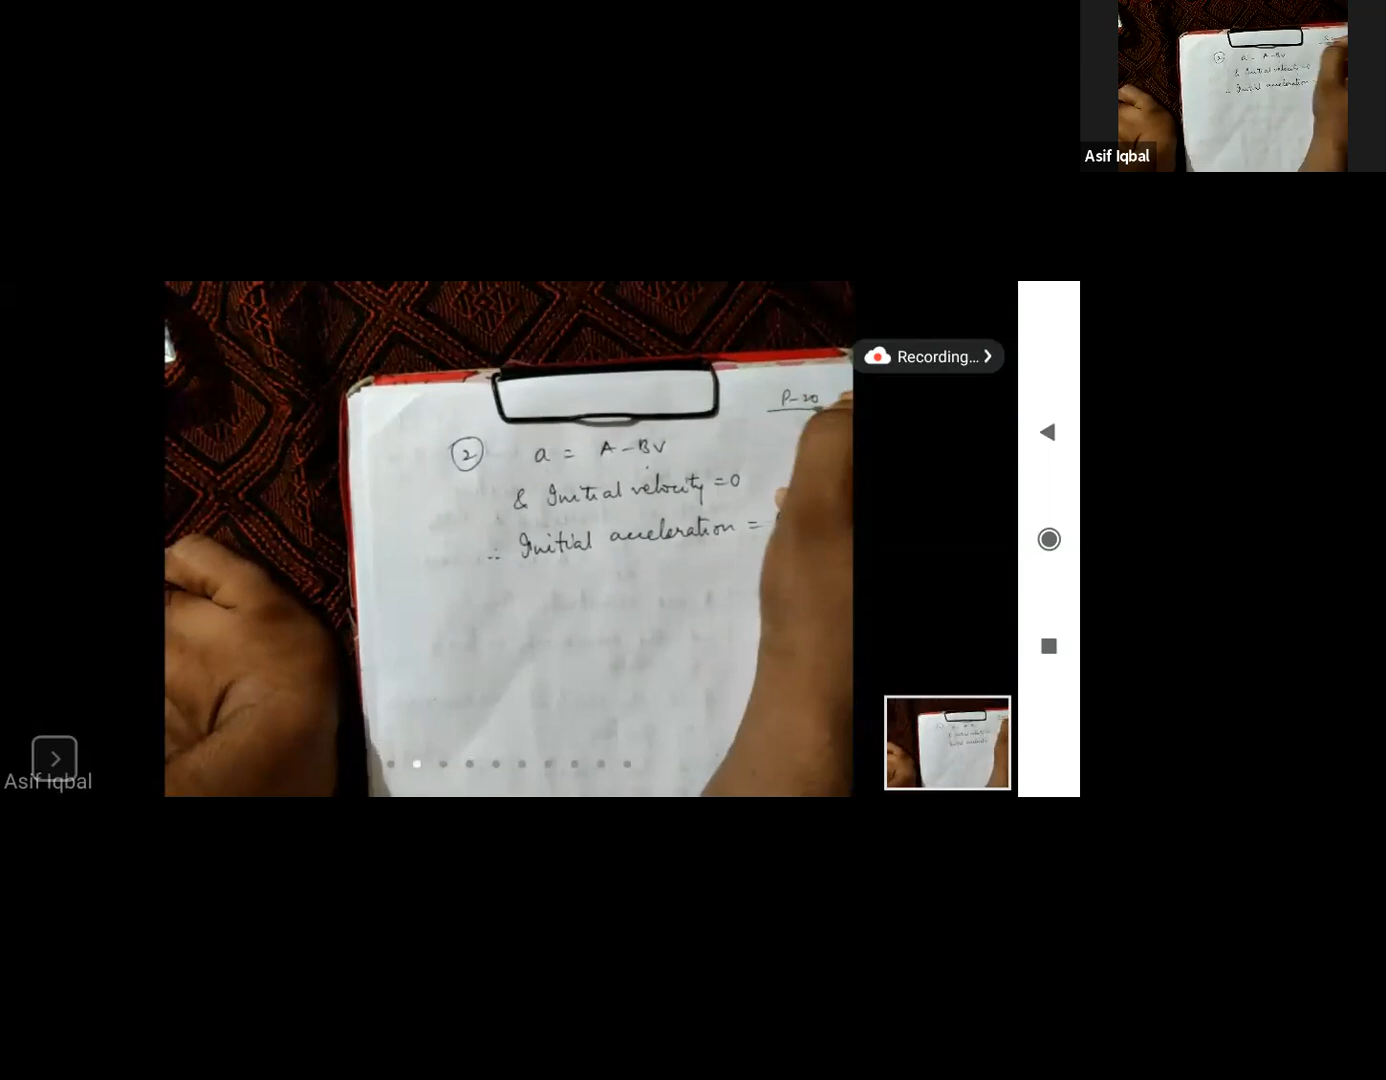 Asif Iqbal
Recording...
P-20
2 a = A-BV
& Initial velocity = 0
∴ Initial acceleration =
Asif Iqbal